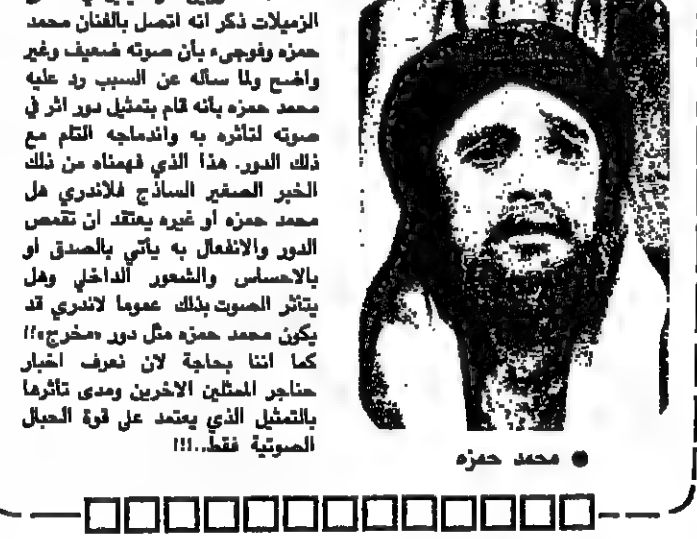 الزميلات ذكر انه اتصل بالفنان محمد
حمزه وفوجىء بأن صوته ضعيف وغير
واضح ولما سأله عن السبب رد عليه
محمد حمزه بأنه قام بتمثيل دور اثر في
صوته لتأثره به واندماجه التام مع
ذلك الدور. هذا الذي فهمناه من ذلك
الخبر الصغير الساذج فلاندري هل
محمد حمزه او غيره يعتقد ان تقمص
الدور والانفعال به يأتي بالصدق او
بالاحساس والشعور الداخلي وهل
يتأثر الصوت بذلك عموما لاندري قد
يكون محمد حمزه مثل دور «مخرج»!!
كما اننا بحاجة لان نعرف اخبار
حناجر الممثلين الاخرين ومدى تأثرها
بالتمثيل الذي يعتمد على قوة الحبال
الصوتية فقط..!!!
● محمد حمزه